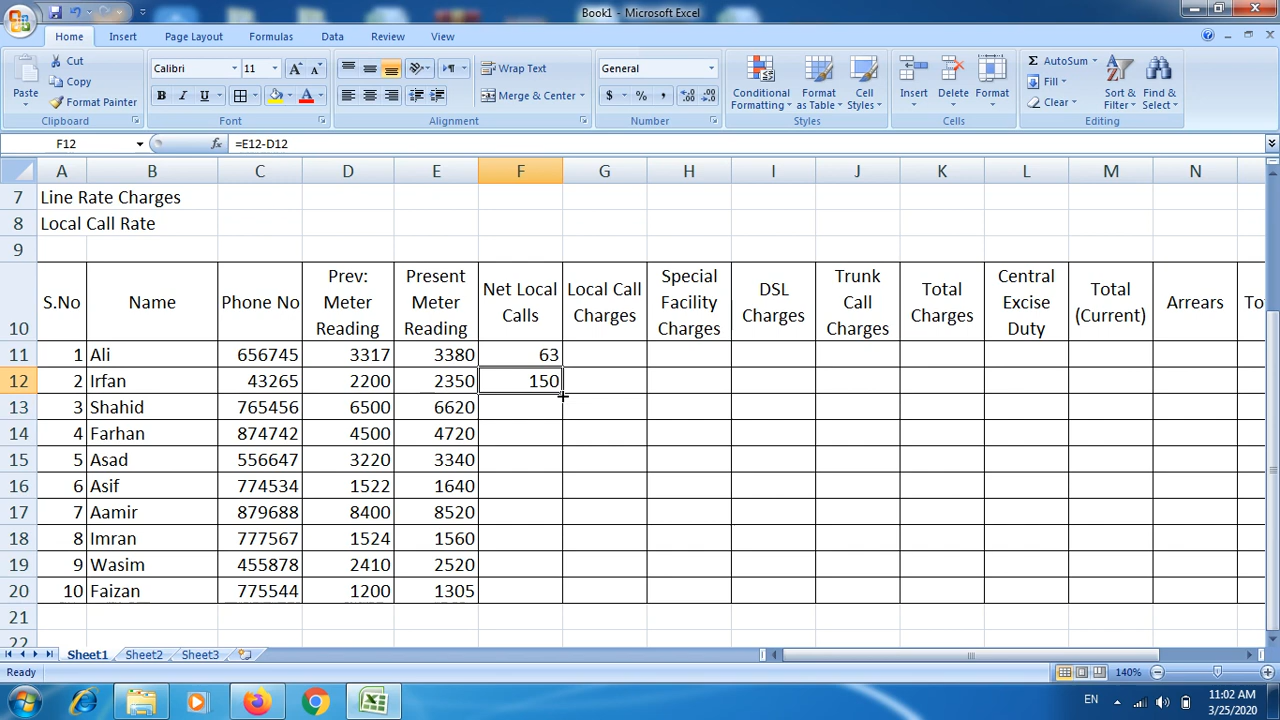 Book1 - Microsoft Excel
Home Insert Page Layout Formulas Data Review View
Paste Cut Calibri 11 Wrap Text General Conditional Formatting Format as Table Cell Styles Insert Delete Format AutoSum Sort & Filter Find & Select
Copy Fill
Format Painter B I U A Merge & Center $ % , Clear
Clipboard Font Alignment Number Styles Cells Editing
F12 fx =E12-D12
A B C D E F G H I J K L M N
7 Line Rate Charges
8 Local Call Rate
9
10 S.No Name Phone No Prev: Meter Reading Present Meter Reading Net Local Calls Local Call Charges Special Facility Charges DSL Charges Trunk Call Charges Total Charges Central Excise Duty Total (Current) Arrears To
11 1 Ali 656745 3317 3380 63
12 2 Irfan 43265 2200 2350 150
13 3 Shahid 765456 6500 6620
14 4 Farhan 874742 4500 4720
15 5 Asad 556647 3220 3340
16 6 Asif 774534 1522 1640
17 7 Aamir 879688 8400 8520
18 8 Imran 777567 1524 1560
19 9 Wasim 455878 2410 2520
20 10 Faizan 775544 1200 1305
21
22
Sheet1 Sheet2 Sheet3
Ready 140%
EN 11:02 AM
3/25/2020